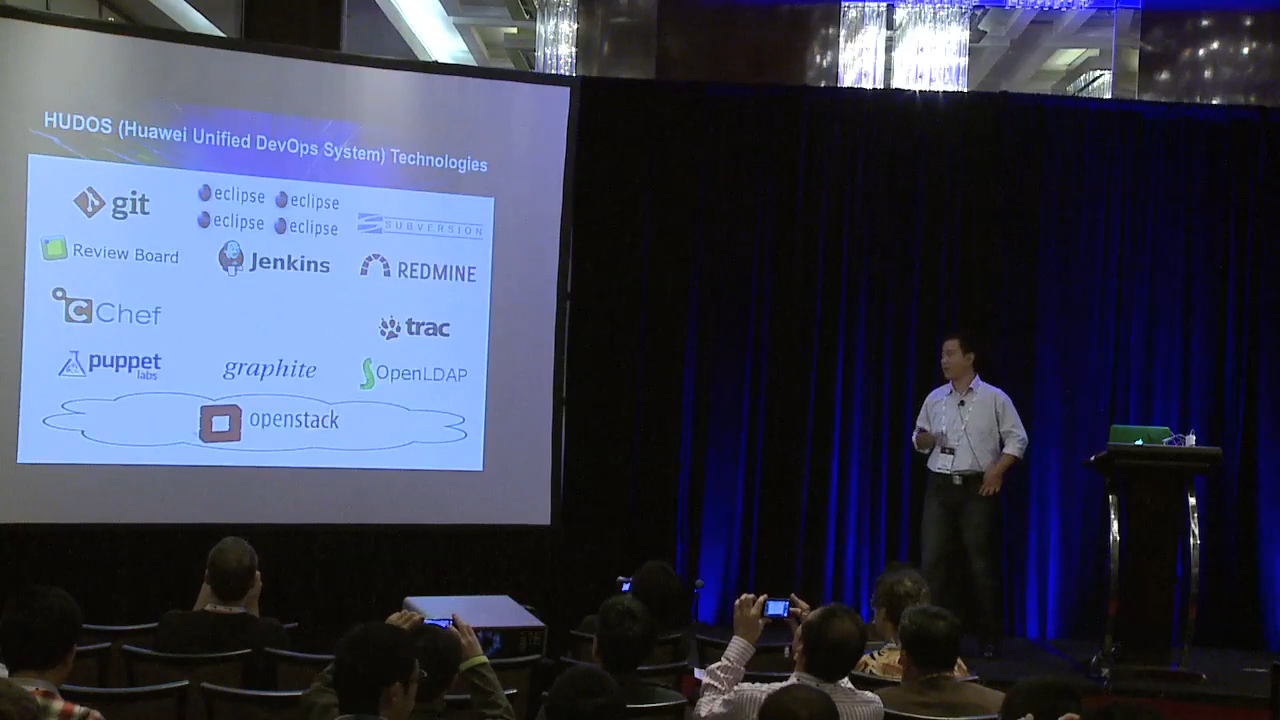 HUDOS (Huawei Unified DevOps System) Technologies
git
eclipse eclipse
eclipse eclipse
SUBVERSION
Review Board
Jenkins
REDMINE
Chef
trac
puppet
labs
graphite
OpenLDAP
openstack